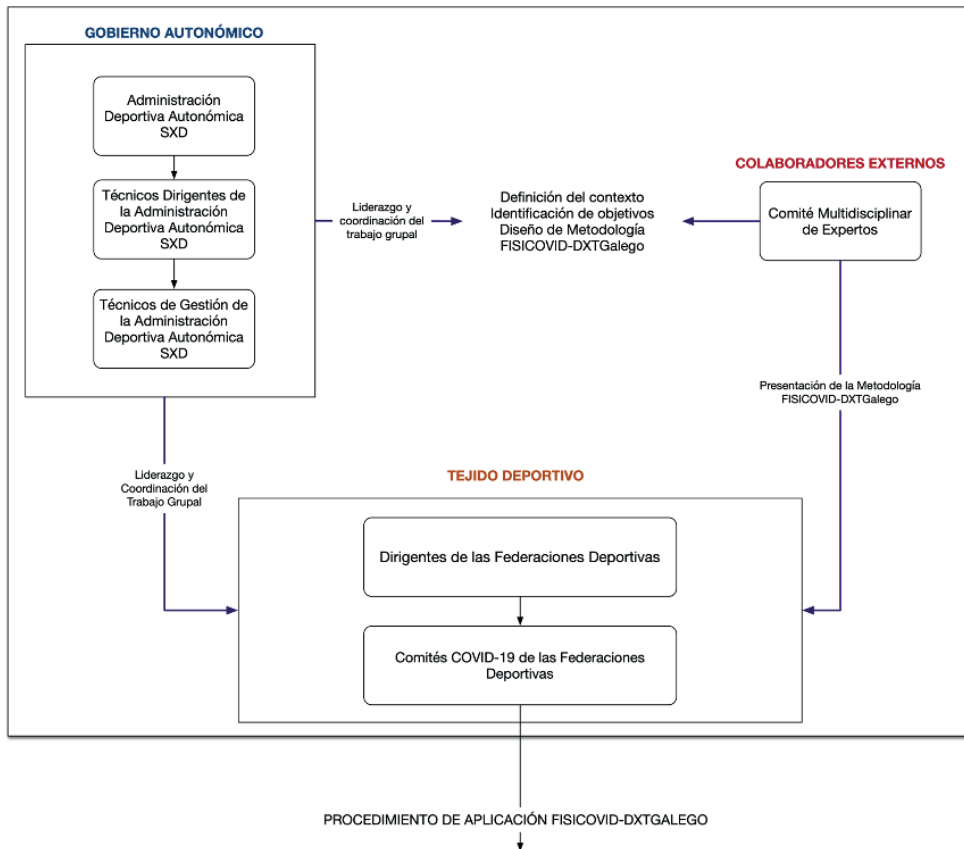 GOBIERNO AUTONÓMICO
Administración
Deportiva Autonómica
SXD
Técnicos Dirigentes de
la Administración
Deportiva Autonómica
SXD
Técnicos de Gestión de
la Administración
Deportiva Autonómica
SXD
Liderazgo y
coordinación del
trabajo grupal
Definición del contexto
Identificación de objetivos
Diseño de Metodología
FISICOVID-DXTGalego
COLABORADORES EXTERNOS
Comité Multidisciplinar
de Expertos
Presentación de la Metodología
FISICOVID-DXTGalego
Liderazgo y
Coordinación del
Trabajo Grupal
TEJIDO DEPORTIVO
Dirigentes de las Federaciones Deportivas
Comités COVID-19 de las Federaciones
Deportivas
PROCEDIMIENTO DE APLICACIÓN FISICOVID-DXTGALEGO